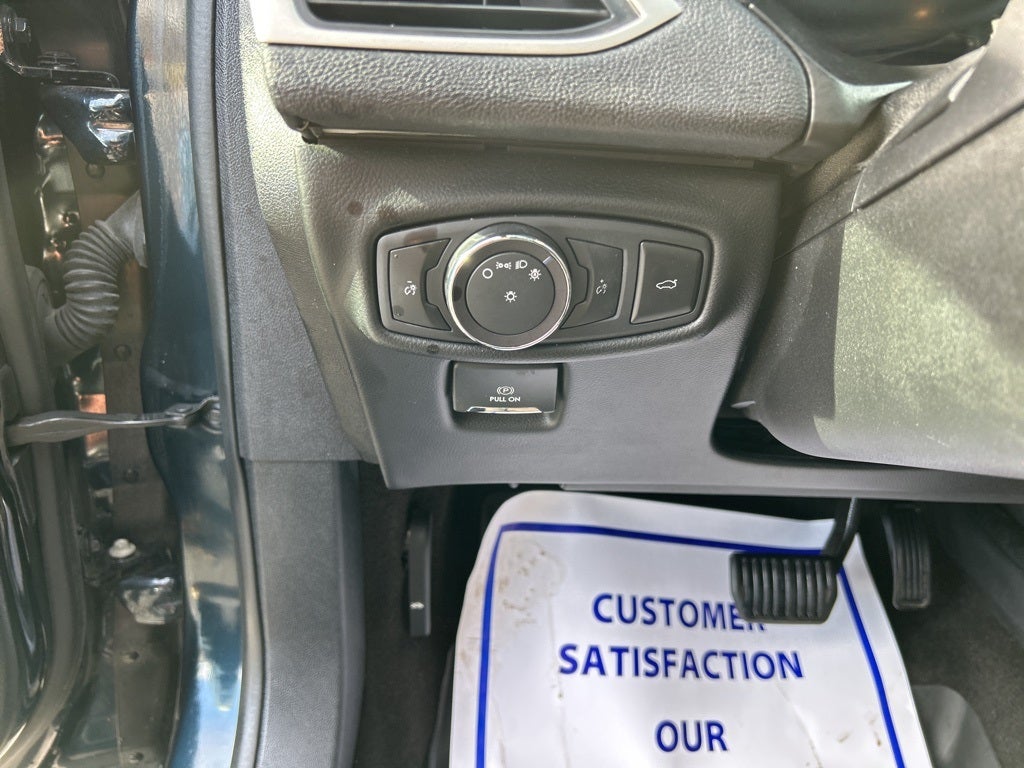 P
PULL ON
CUSTOMER
SATISFACTION
OUR